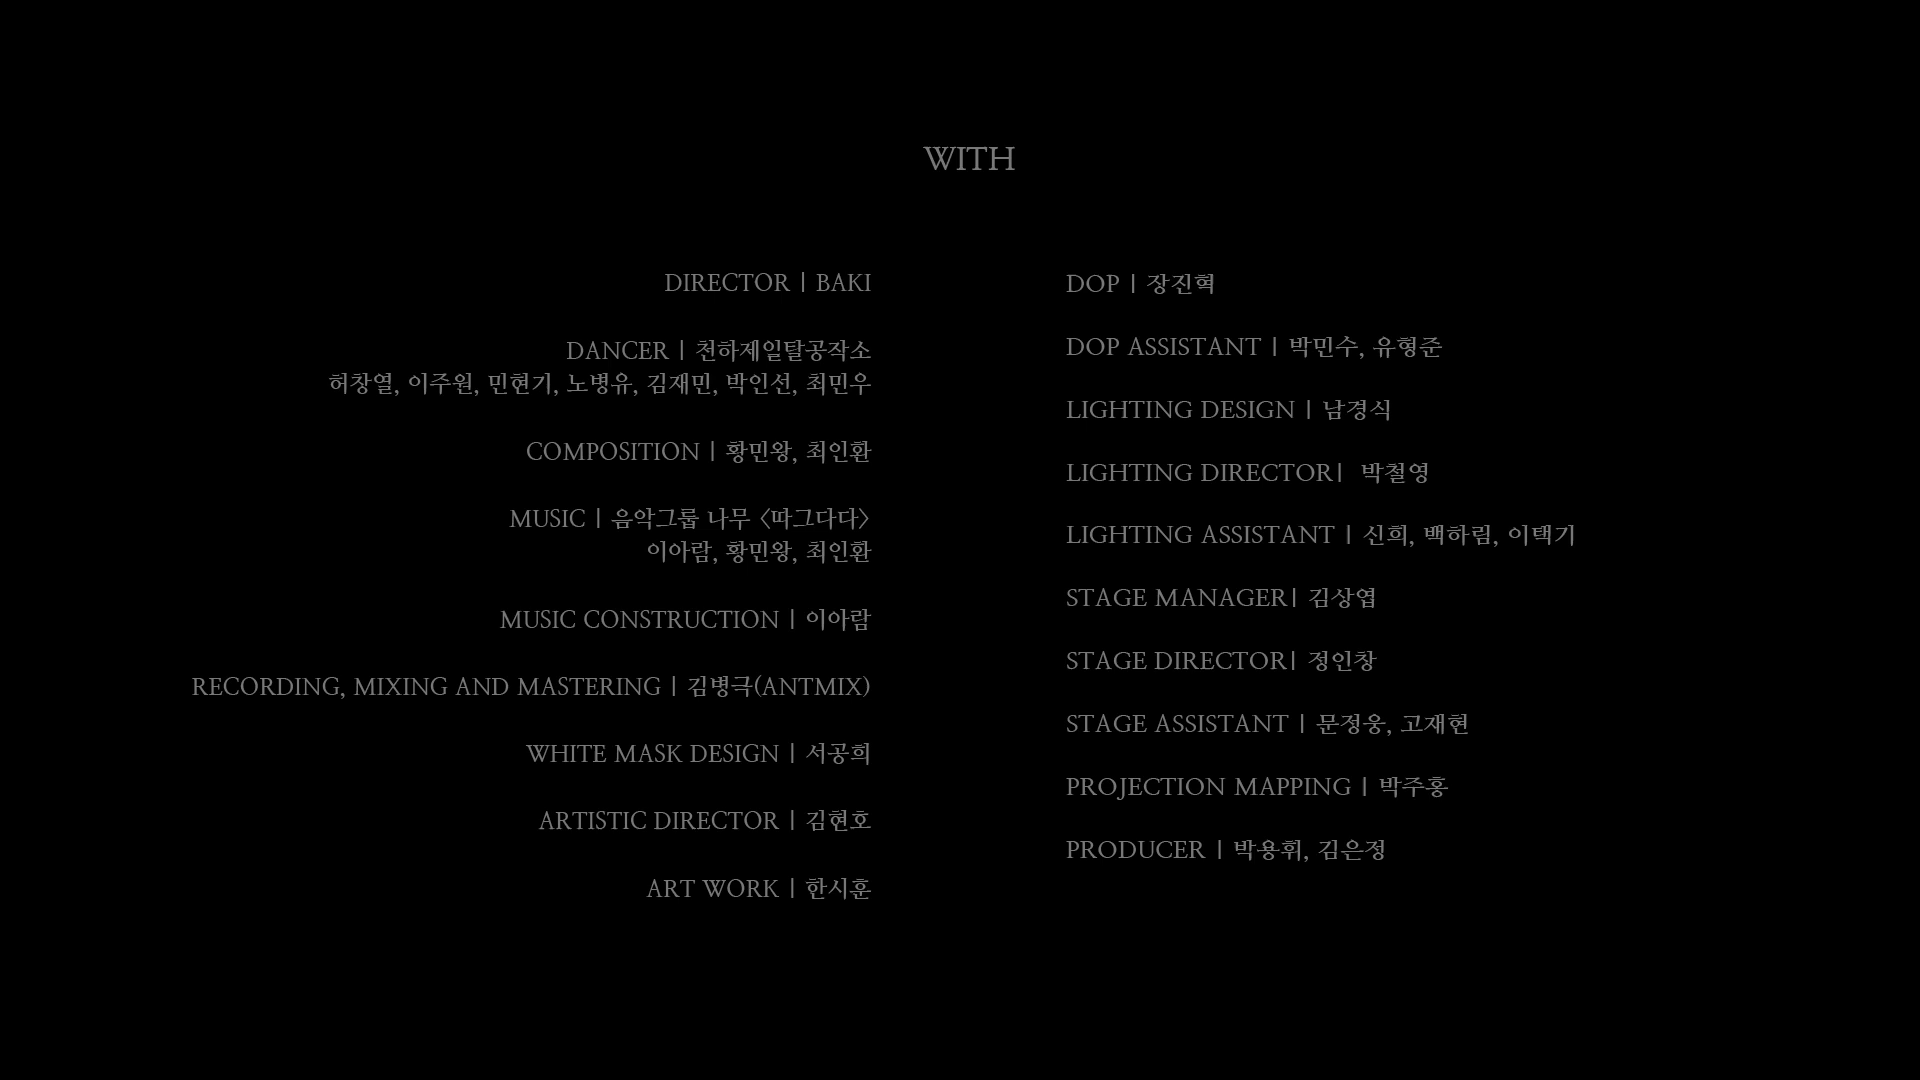 WITH
DIRECTOR | BAKI
DANCER | 천하제일탈공작소
허창열, 이주원, 민현기, 노병유, 김재민, 박인선, 최민우
COMPOSITION | 황민왕, 최인환
MUSIC | 음악그룹 나무 〈따그다다〉
이아람, 황민왕, 최인환
MUSIC CONSTRUCTION | 이아람
RECORDING, MIXING AND MASTERING | 김병극(ANTMIX)
WHITE MASK DESIGN | 서공희
ARTISTIC DIRECTOR | 김현호
ART WORK | 한시훈
DOP | 장진혁
DOP ASSISTANT | 박민수, 유형준
LIGHTING DESIGN | 남경식
LIGHTING DIRECTOR| 박철영
LIGHTING ASSISTANT | 신희, 백하림, 이택기
STAGE MANAGER| 김상엽
STAGE DIRECTOR| 정인창
STAGE ASSISTANT | 문정웅, 고재현
PROJECTION MAPPING | 박주홍
PRODUCER | 박용휘, 김은정